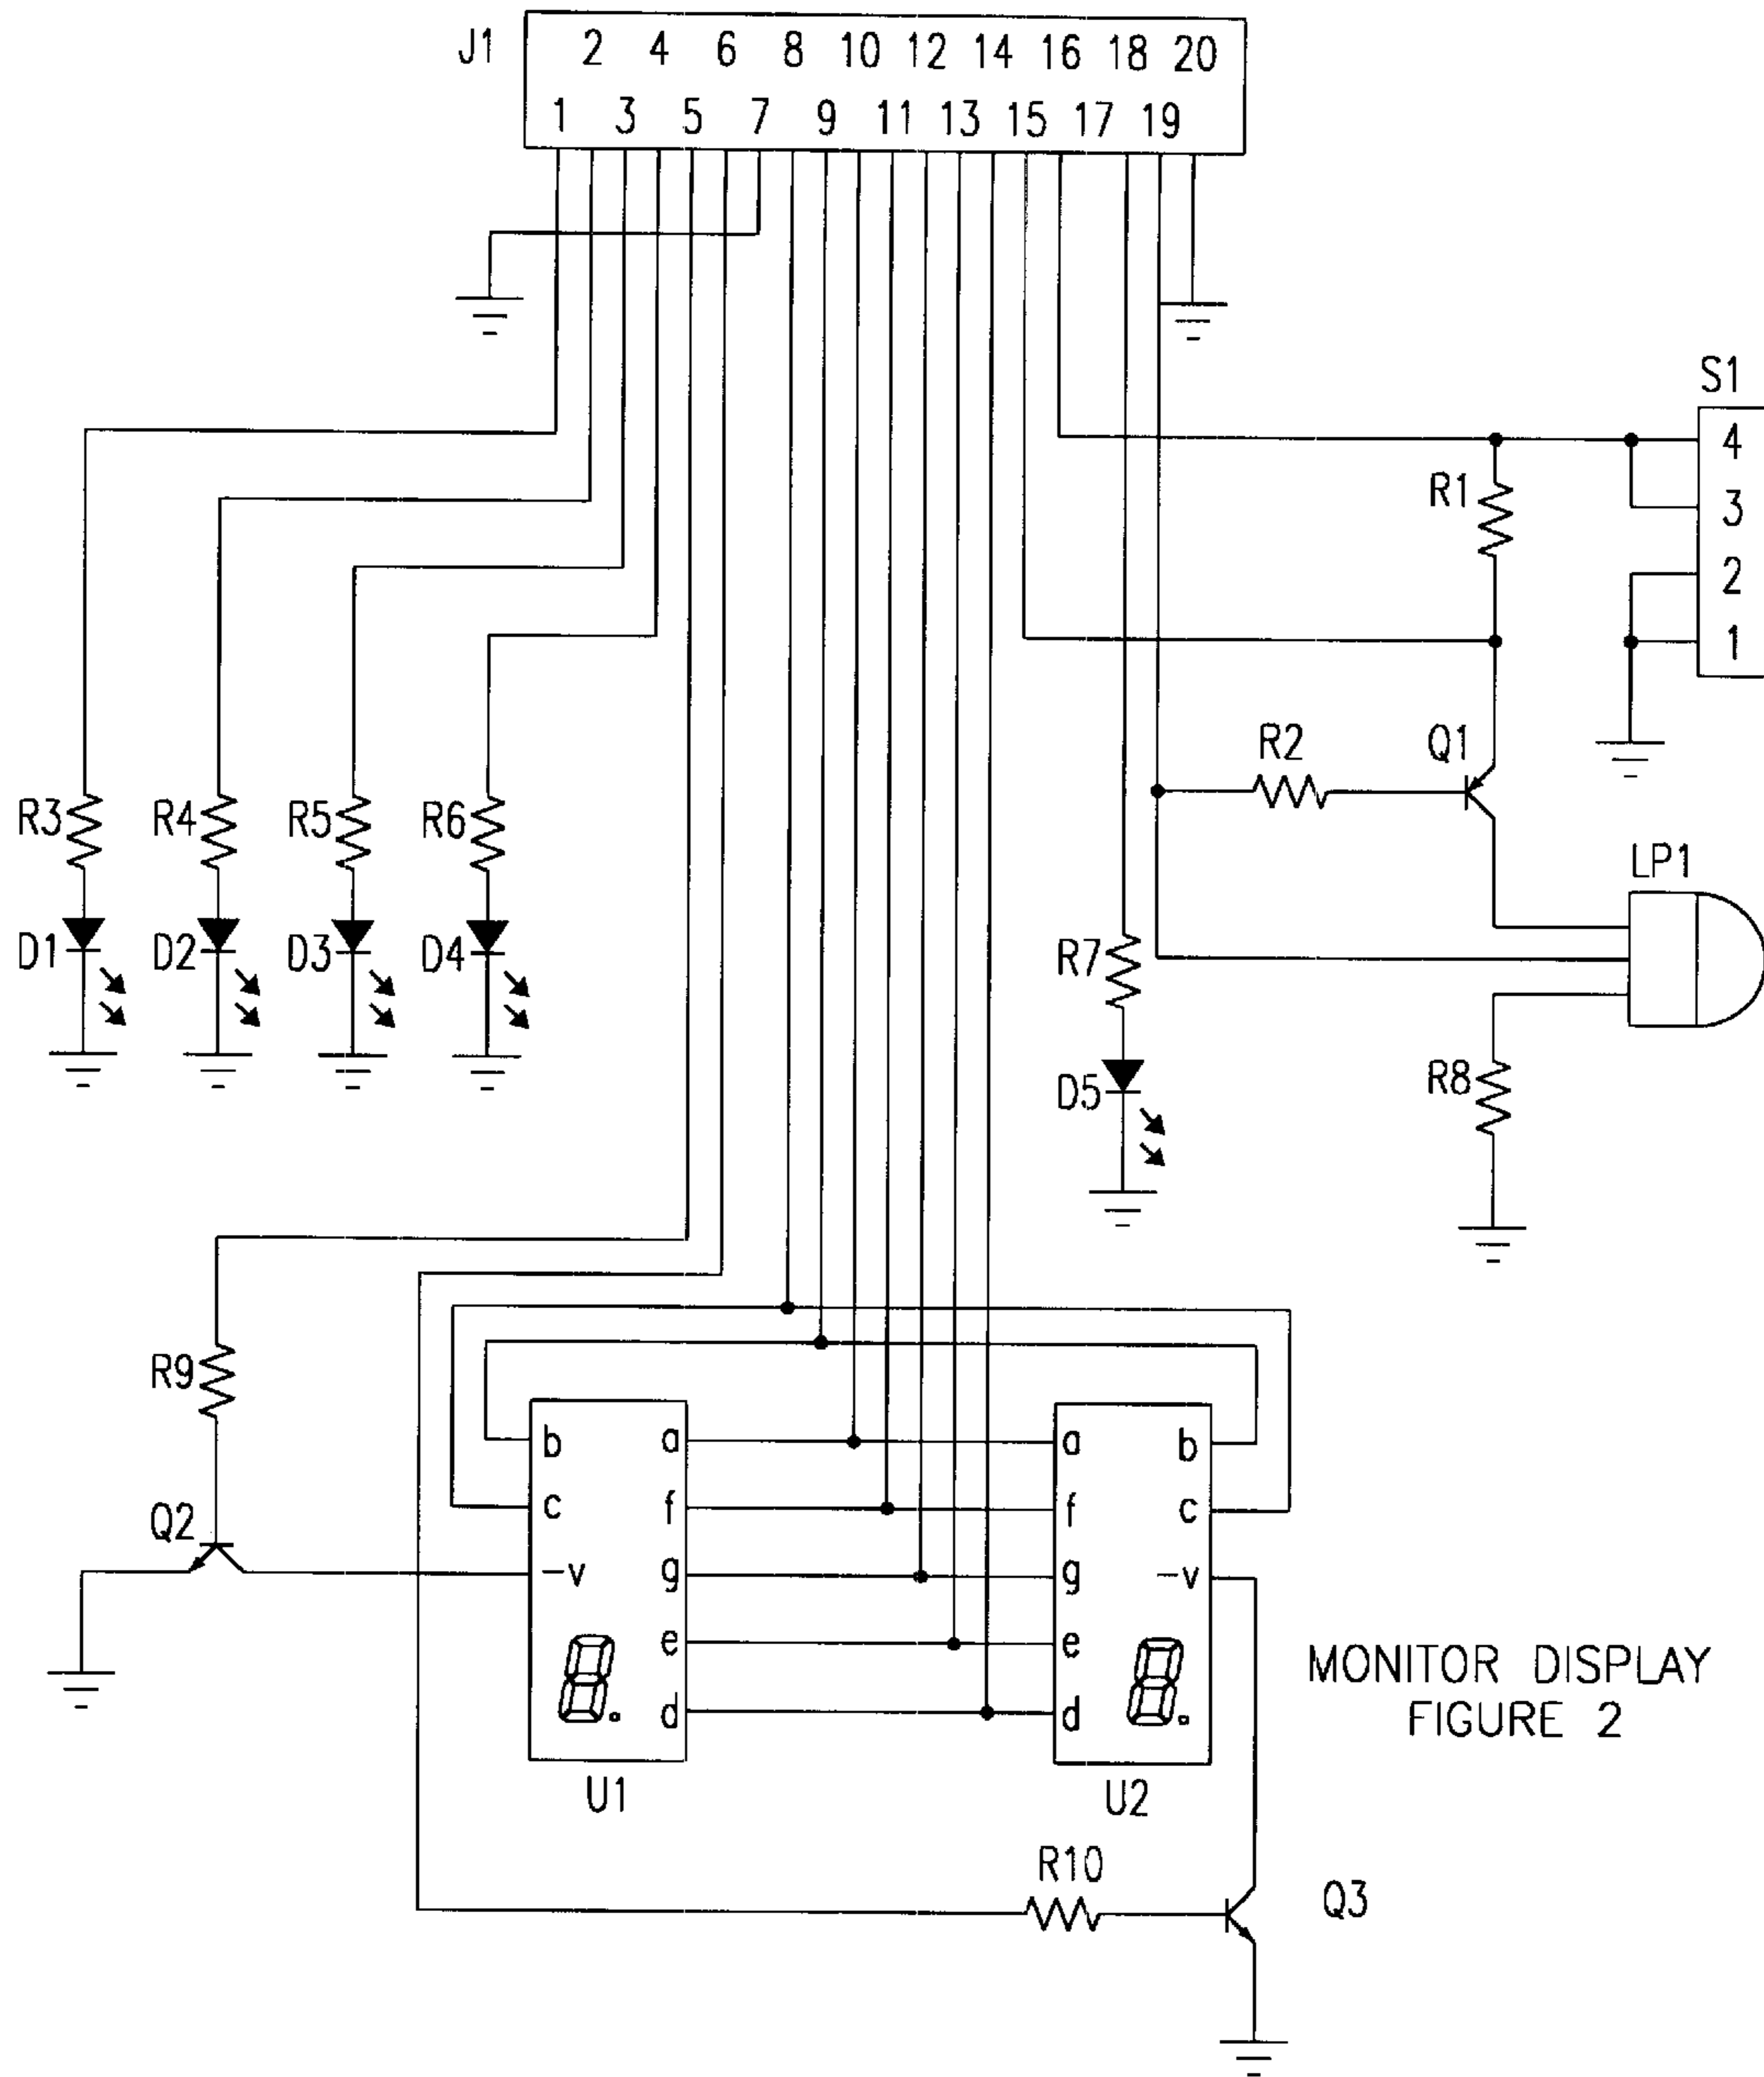 J1
2 4 6 8 10 12 14 16 18 20
1 3 5 7 9 11 13 15 17 19
S1
4
R1
3
2
1
R2 Q1
R3 R4 R5 R6
LP1
D1 D2 D3 D4
R7
D5 R8
R9
b a a b
c f f c
Q2
-v g g -v
e e
d d
MONITOR DISPLAY
FIGURE 2
U1 U2
R10
Q3